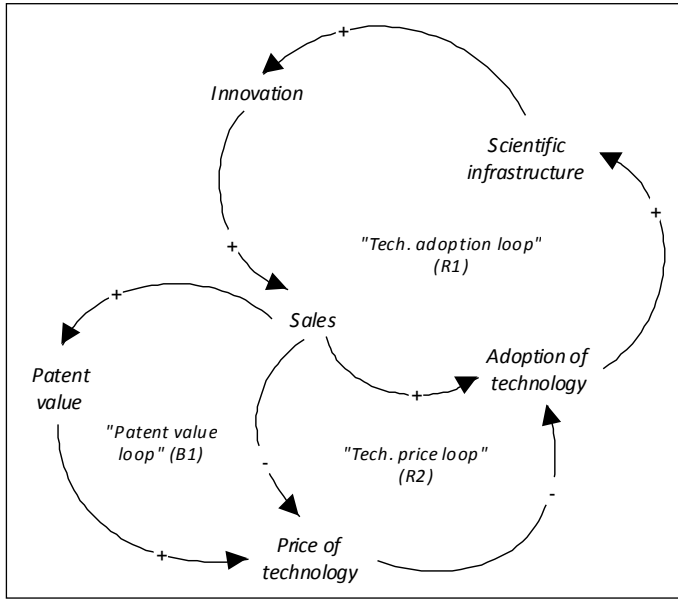 +
Innovation
Scientific
infrastructure
+
"Tech. adoption loop"
(R1)
+
+
Sales
Adoption of
technology
Patent
value
+
"Patent value
loop" (B1)
"Tech. price loop"
(R2)
-
-
+
Price of
technology